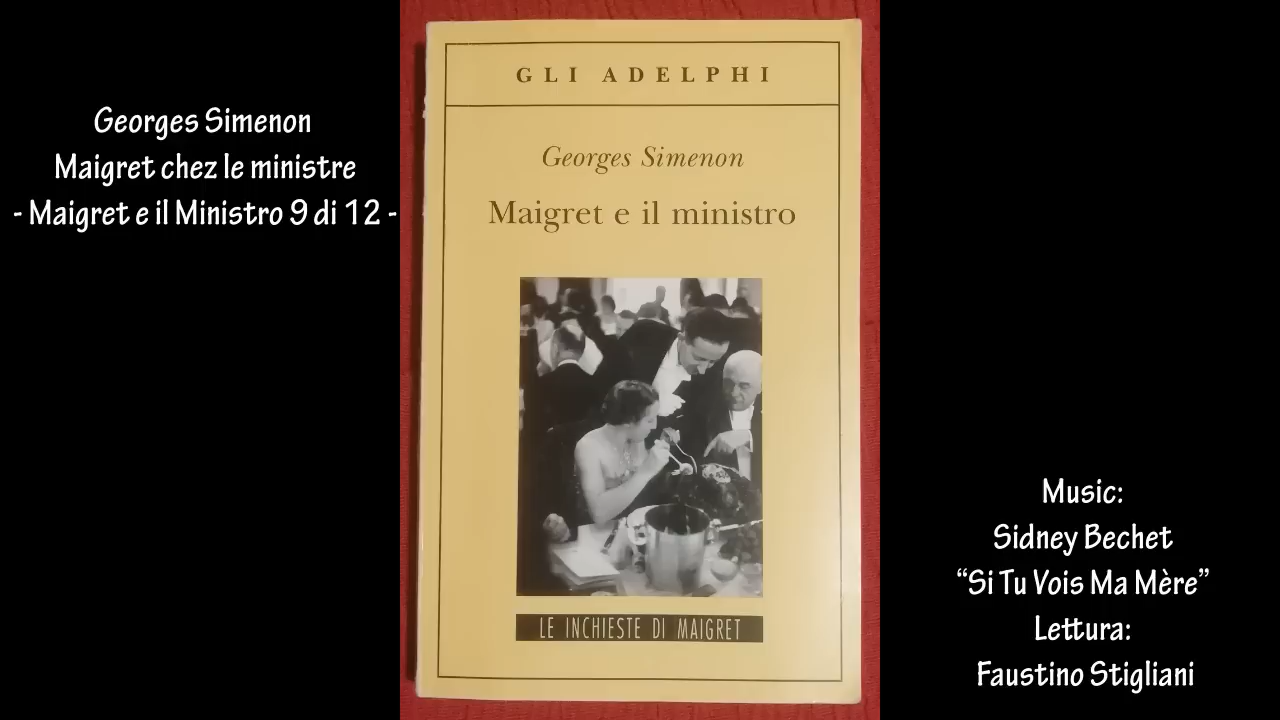 Georges Simenon
Maigret chez le ministre
- Maigret e il Ministro 9 di 12 -
GLI ADELPHI
Georges Simenon
Maigret e il ministro
LE INCHIESTE DI MAIGRET
Music:
Sidney Bechet
“Si Tu Vois Ma Mère”
Lettura:
Faustino Stigliani